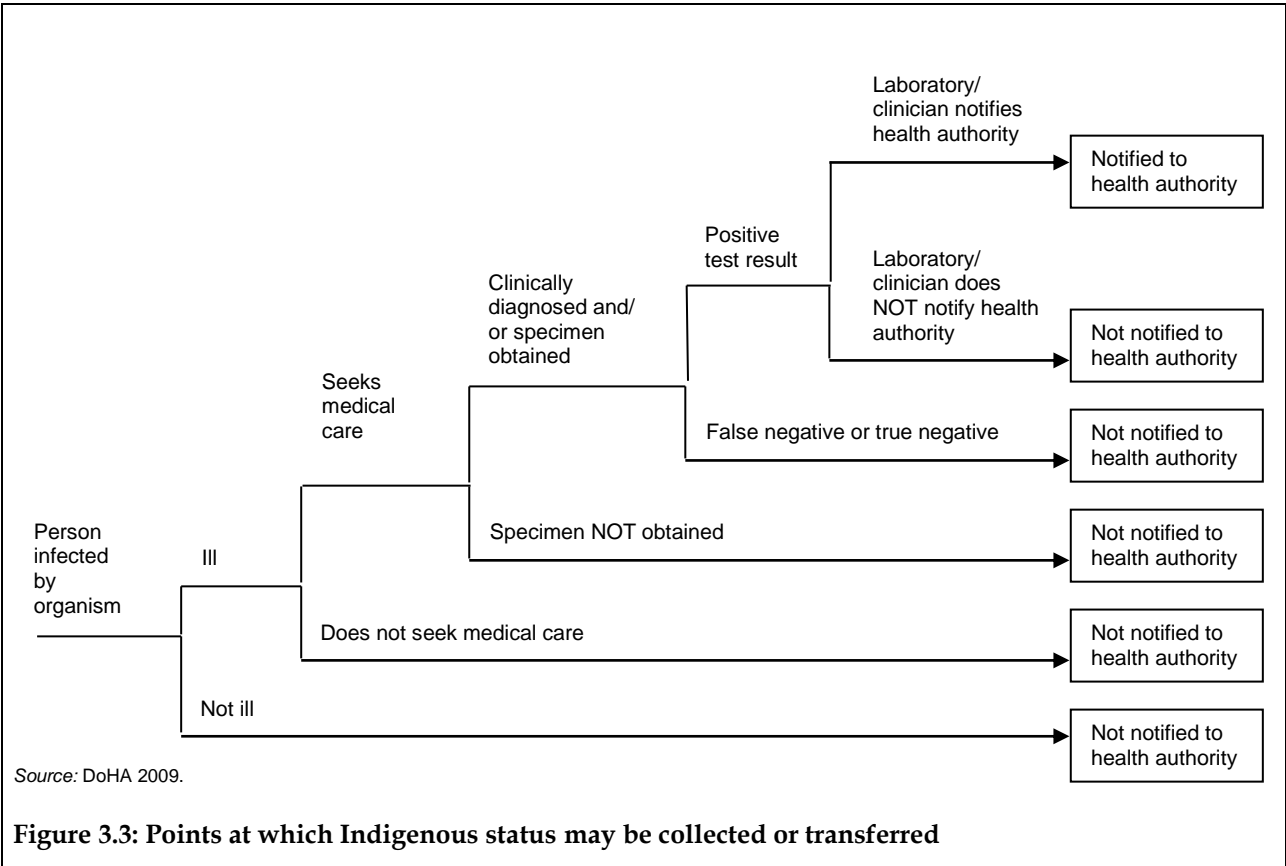 Laboratory/
clinician notifies
health authority
Notified to
health authority
Positive
test result
Laboratory/
clinician does
NOT notify health
authority
Not notified to
health authority
Clinically
diagnosed and/
or specimen
obtained
Seeks
medical
care
False negative or true negative
Not notified to
health authority
Person
infected
by
organism
Ill
Specimen NOT obtained
Not notified to
health authority
Does not seek medical care
Not notified to
health authority
Not ill
Not notified to
health authority
Source: DoHA 2009.
Figure 3.3: Points at which Indigenous status may be collected or transferred